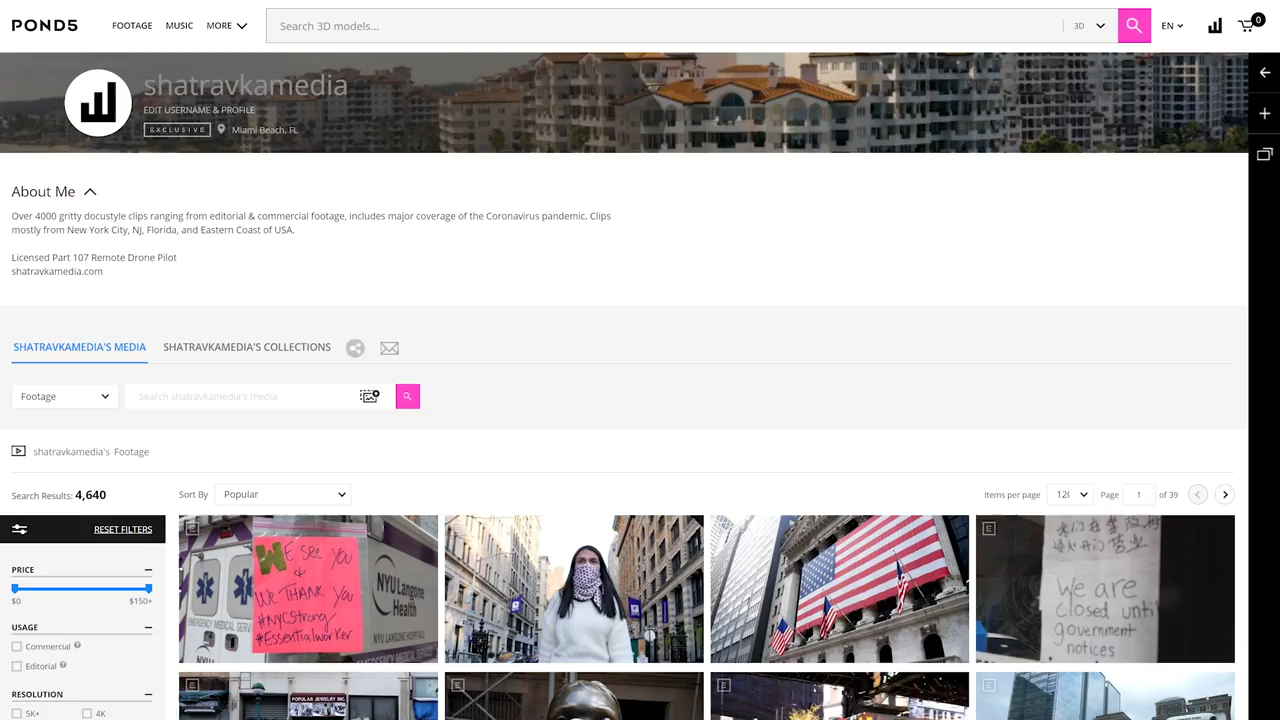 POND5
FOOTAGE
MUSIC
MORE
Search 3D models...
3D
EN
0
shatravkamedia
EDIT USERNAME & PROFILE
EXCLUSIVE
Miami Beach, FL
About Me
Over 4000 gritty docustyle clips ranging from editorial & commercial footage, includes major coverage of the Coronavirus pandemic. Clips
mostly from New York City, NJ, Florida, and Eastern Coast of USA.
Licensed Part 107 Remote Drone Pilot
shatravkamedia.com
SHATRAVKAMEDIA'S MEDIA
SHATRAVKAMEDIA'S COLLECTIONS
Footage
Search shatravkamedia's media
shatravkamedia's Footage
Search Results: 4,640
Sort By
Popular
Items per page
Page
1
of 39
RESET FILTERS
PRICE
$0
$150+
USAGE
Commercial
Editorial
RESOLUTION
5K+
4K
E
WE SEE YOU
&
WE THANK YOU
#NYCStrong
#EssentialworKer
NYU Langone
Health
NYU LANGONE HOSPITALS
E
We are
closed until
government
notices
E
POPULAR JEWELRY INC.
E
E
E